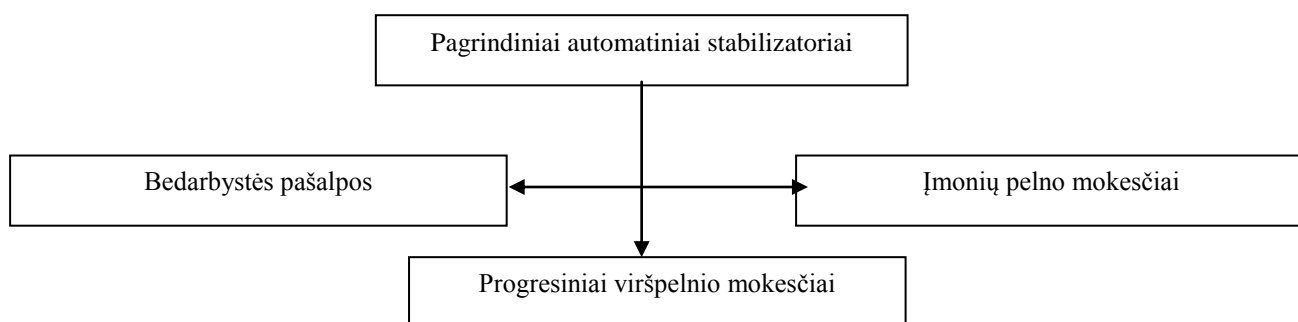 Pagrindiniai automatiniai stabilizatoriai
Bedarbystės pašalpos
Įmonių pelno mokesčiai
Progresiniai viršpelnio mokesčiai